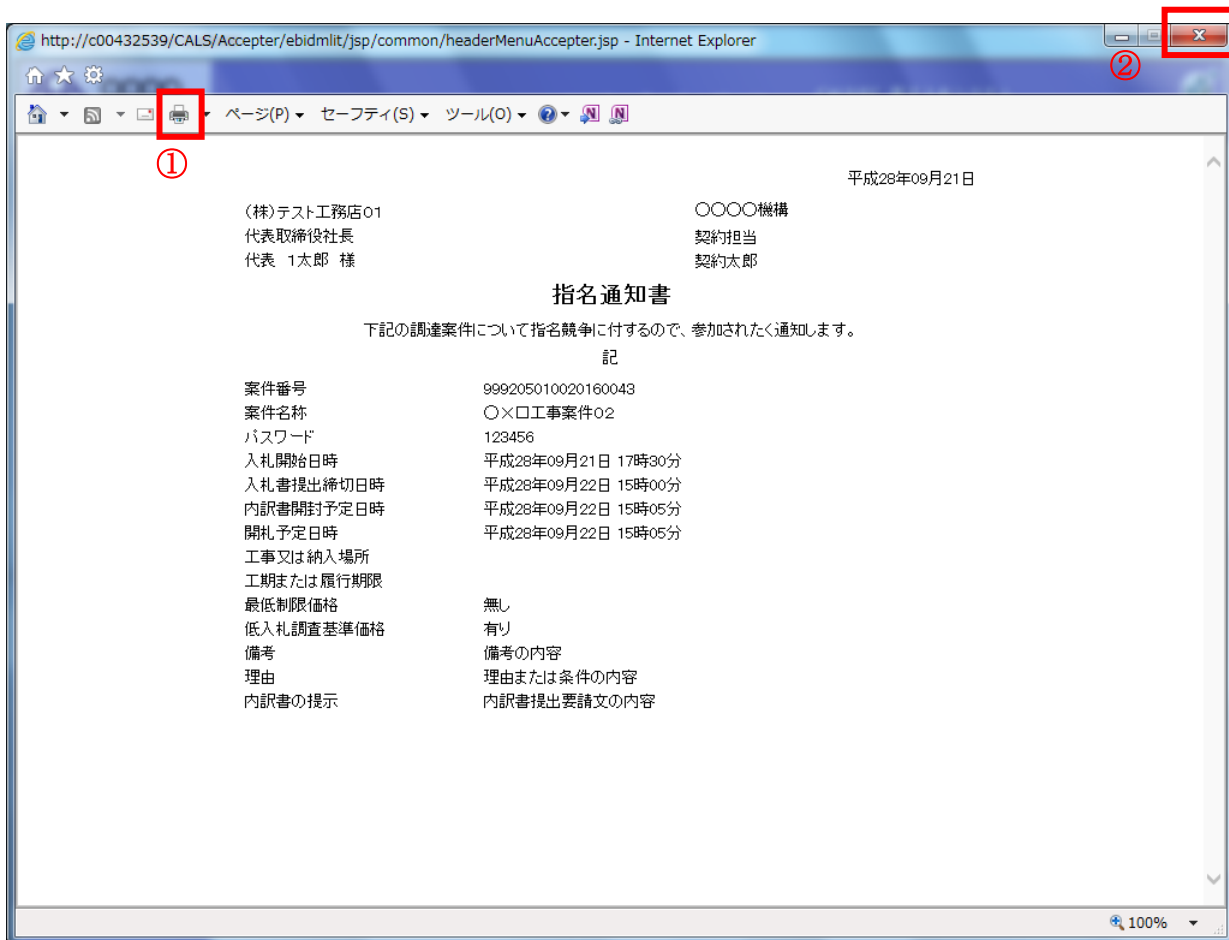 http://c00432539/CALS/Accepter/ebidmlit/jsp/common/headerMenuAccepter.jsp - Internet Explorer
②
ページ(P) セーフティ(S) ツール(O)
①
平成28年09月21日
(株)テスト工務店01 〇〇〇〇機構
代表取締役社長 契約担当
代表 1太郎 様 契約太郎
指名通知書
下記の調達案件について指名競争に付するので、参加されたく通知します。
記
案件番号 999205010020160043
案件名称 〇×口工事案件02
パスワード 123456
入札開始日時 平成28年09月21日 17時30分
入札書提出締切日時 平成28年09月22日 15時00分
内訳書開封予定日時 平成28年09月22日 15時05分
開札予定日時 平成28年09月22日 15時05分
工事又は納入場所
工期または履行期限
最低制限価格 無し
低入札調査基準価格 有り
備考 備考の内容
理由 理由または条件の内容
内訳書の提示 内訳書提出要請文の内容
100%